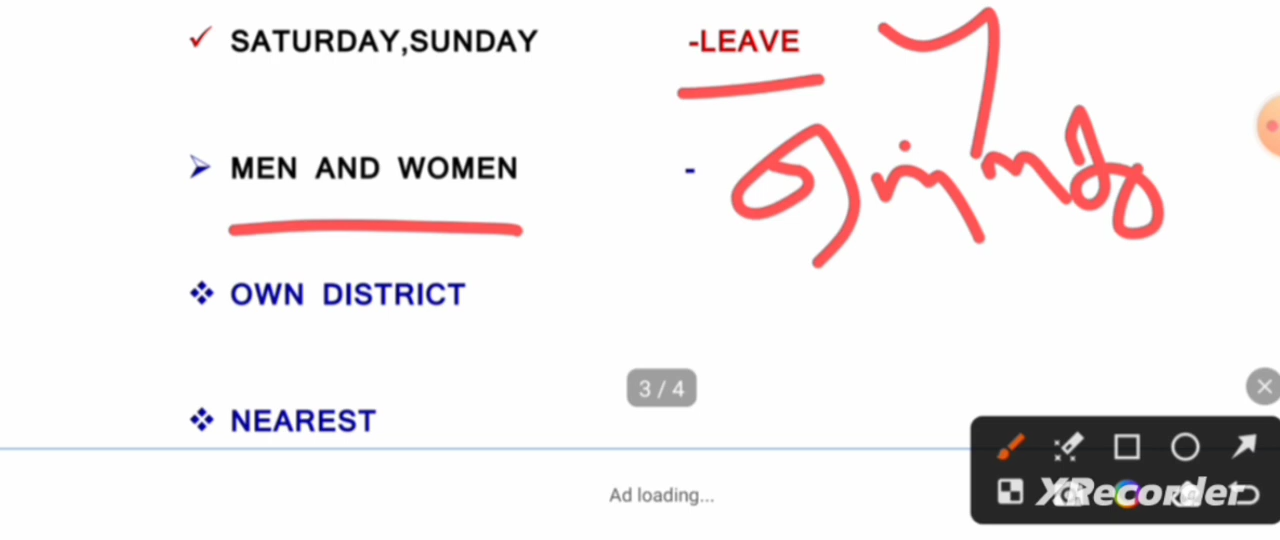 SATURDAY,SUNDAY -LEAVE
MEN AND WOMEN -
OWN DISTRICT
3 / 4
NEAREST
Ad loading...
XRecorder